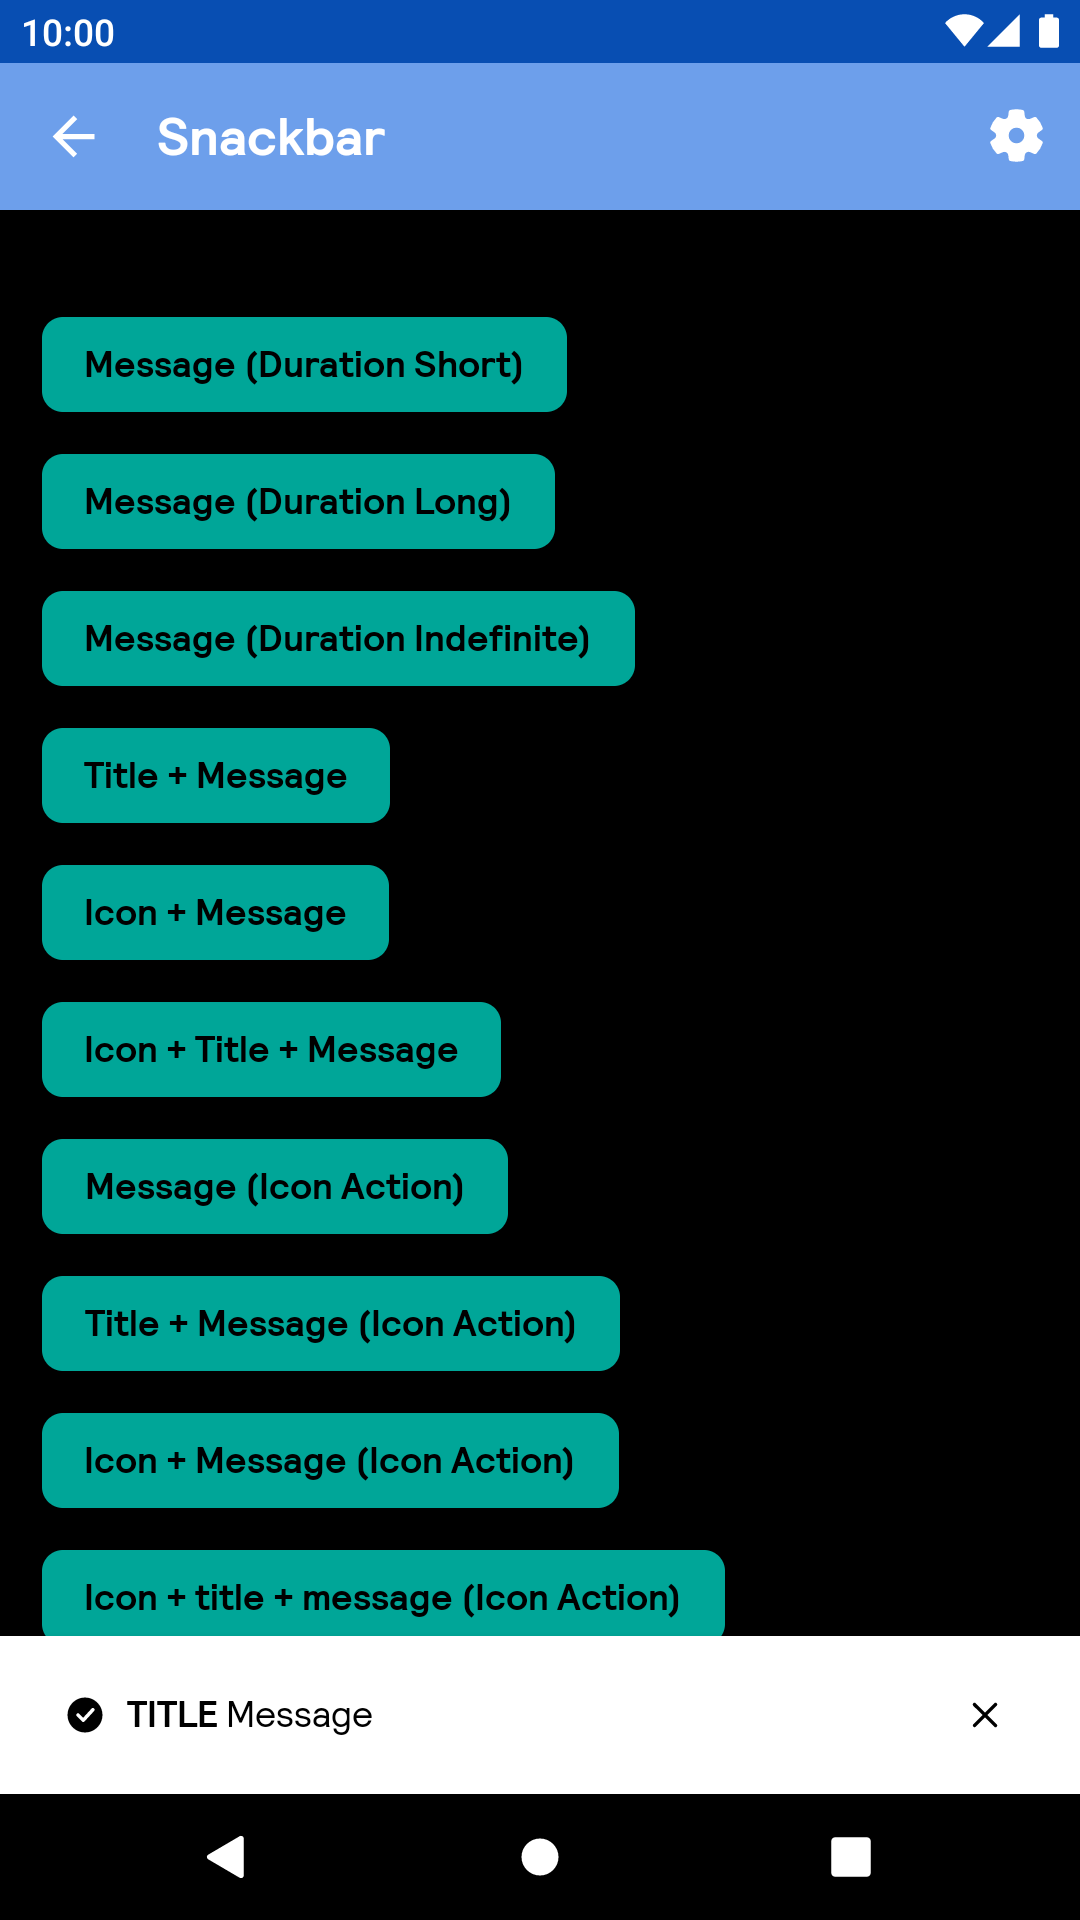 10:00
Snackbar
Message (Duration Short)
Message (Duration Long)
Message (Duration Indefinite)
Title + Message
Icon + Message
Icon + Title + Message
Message (Icon Action)
Title + Message (Icon Action)
Icon + Message (Icon Action)
Icon + title + message (Icon Action)
TITLE Message